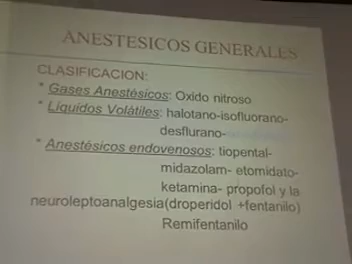 ANESTESICOS GENERALES
CLASIFICACION:
* Gases Anestésicos: Oxido nitroso
* Líquidos Volátiles: halotano-isofluorano-
desflurano-
* Anestésicos endovenosos: tiopental-
midazolam- etomidato-
ketamina- propofol y la
neuroleptoanalgesia(droperidol +fentanilo)
Remifentanilo